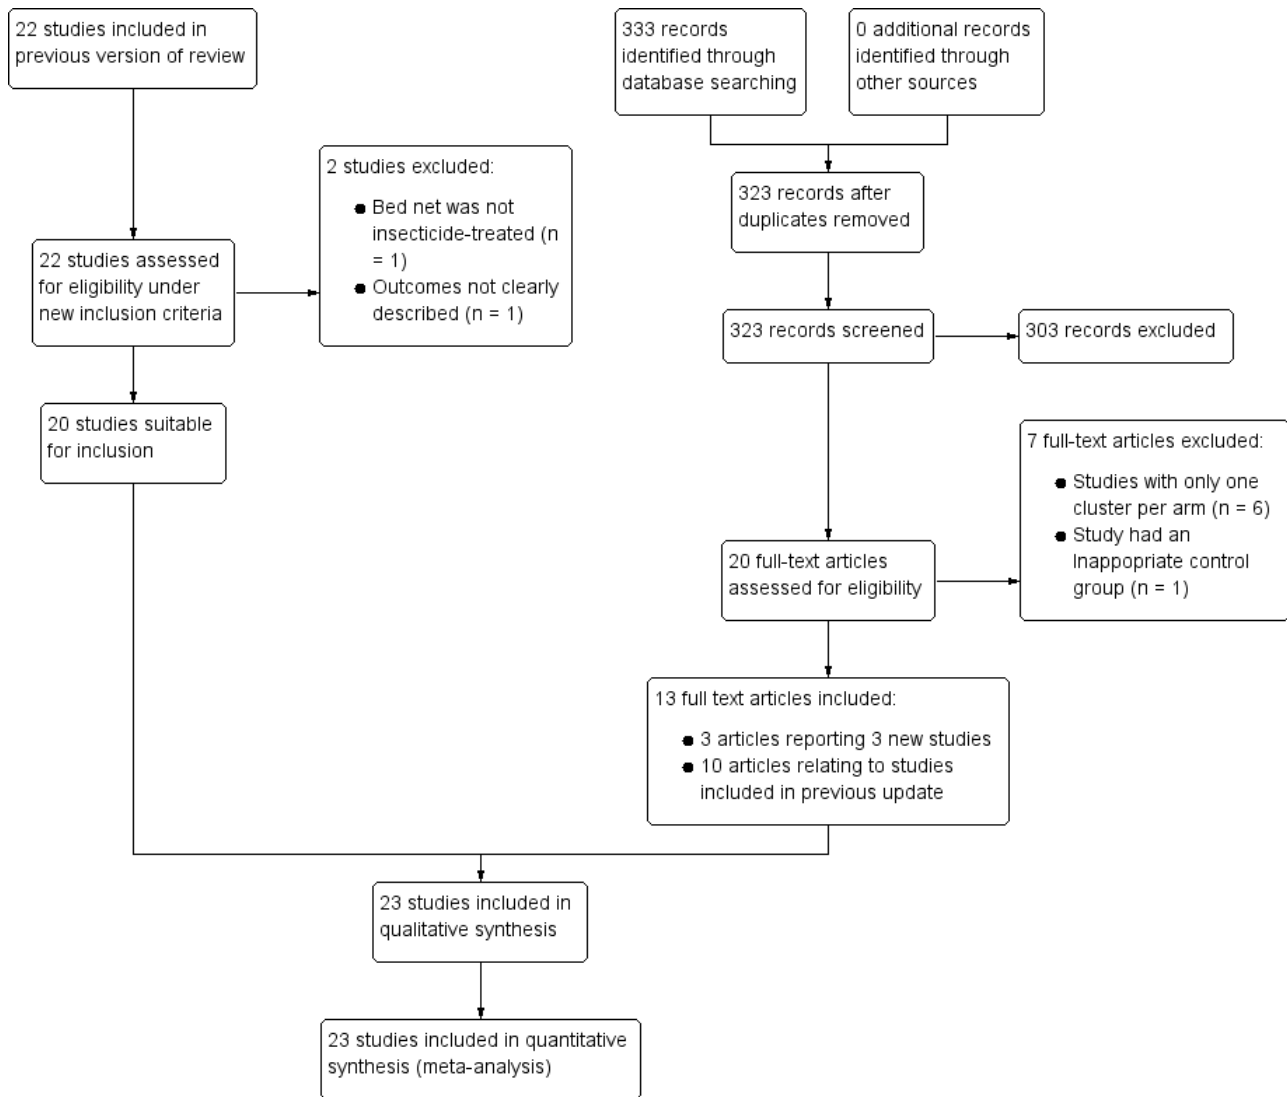 22 studies included in
previous version of review
333 records
identified through
database searching
0 additional records
identified through
other sources
2 studies excluded:
● Bed net was not
insecticide-treated (n
= 1)
● Outcomes not clearly
described (n = 1)
323 records after
duplicates removed
22 studies assessed
for eligibility under
new inclusion criteria
323 records screened
303 records excluded
20 studies suitable
for inclusion
7 full-text articles excluded:
● Studies with only one
cluster per arm (n = 6)
● Study had an
Inappopriate control
group (n = 1)
20 full-text articles
assessed for eligibility
13 full text articles included:
● 3 articles reporting 3 new studies
● 10 articles relating to studies
included in previous update
23 studies included in
qualitative synthesis
23 studies included in quantitative
synthesis (meta-analysis)